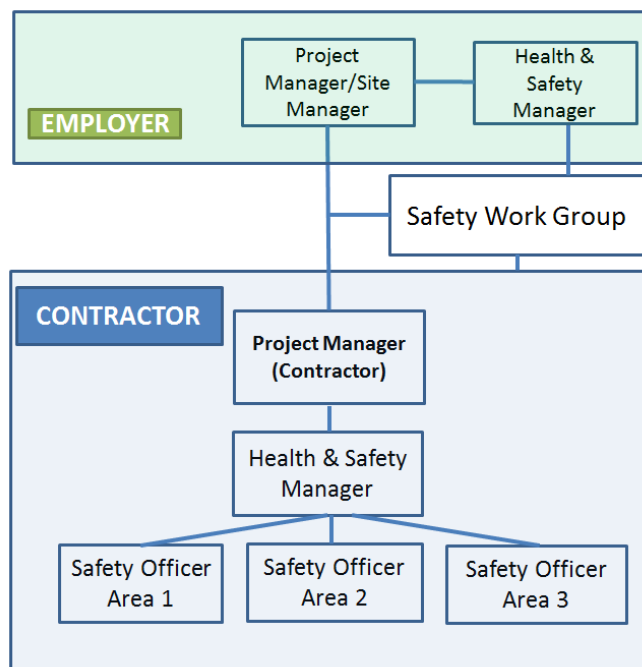 Project
Manager/Site
Manager
Health &
Safety
Manager
EMPLOYER
Safety Work Group
CONTRACTOR
Project Manager
(Contractor)
Health & Safety
Manager
Safety Officer
Area 1
Safety Officer
Area 2
Safety Officer
Area 3